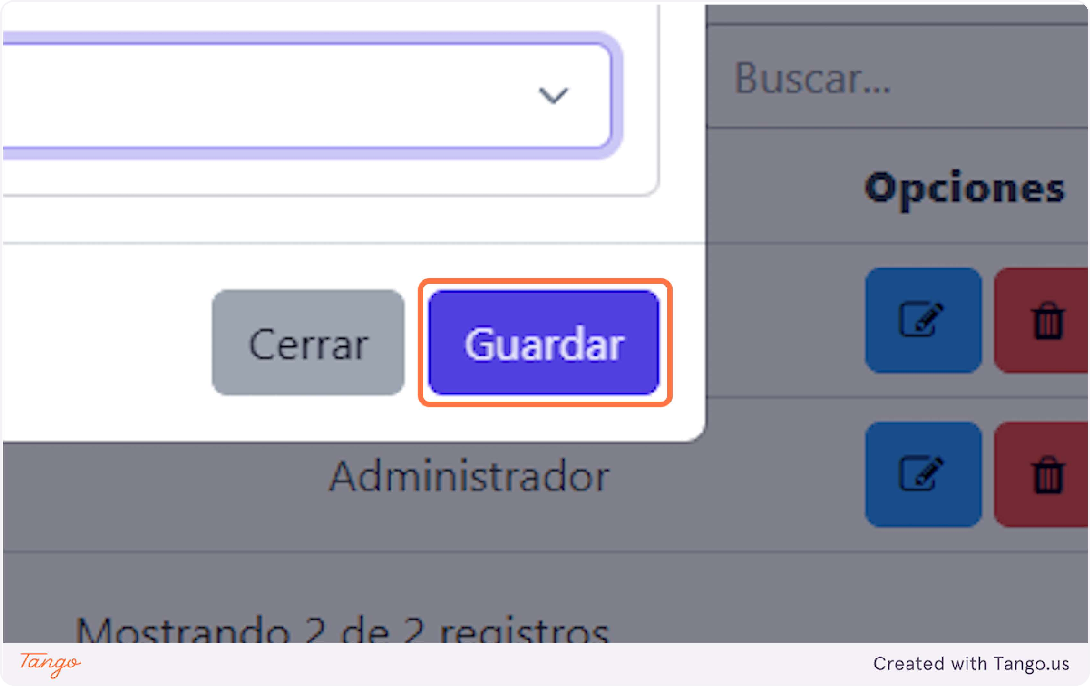 Buscar...
Opciones
Cerrar
Guardar
Administrador
Mostrando 2 de 2 registros
Tango
Created with Tango.us